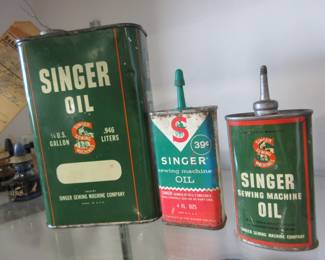 SINGER
OIL
¼ U.S.
GALLON
.946
LITERS
SINGER SEWING MACHINE COMPANY
S
39¢
SINGER
sewing machine
OIL
4 FL OZS
SINGER
SEWING MACHINE
OIL
SINGER SEWING MACHINE COMPANY